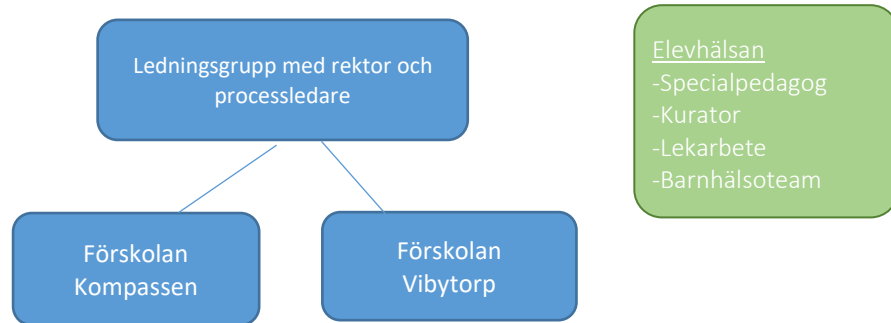 Ledningsgrupp med rektor och
processledare
Elevhälsan
-Specialpedagog
-Kurator
-Lekarbete
-Barnhälsoteam
Förskolan
Kompassen
Förskolan
Vibytorp